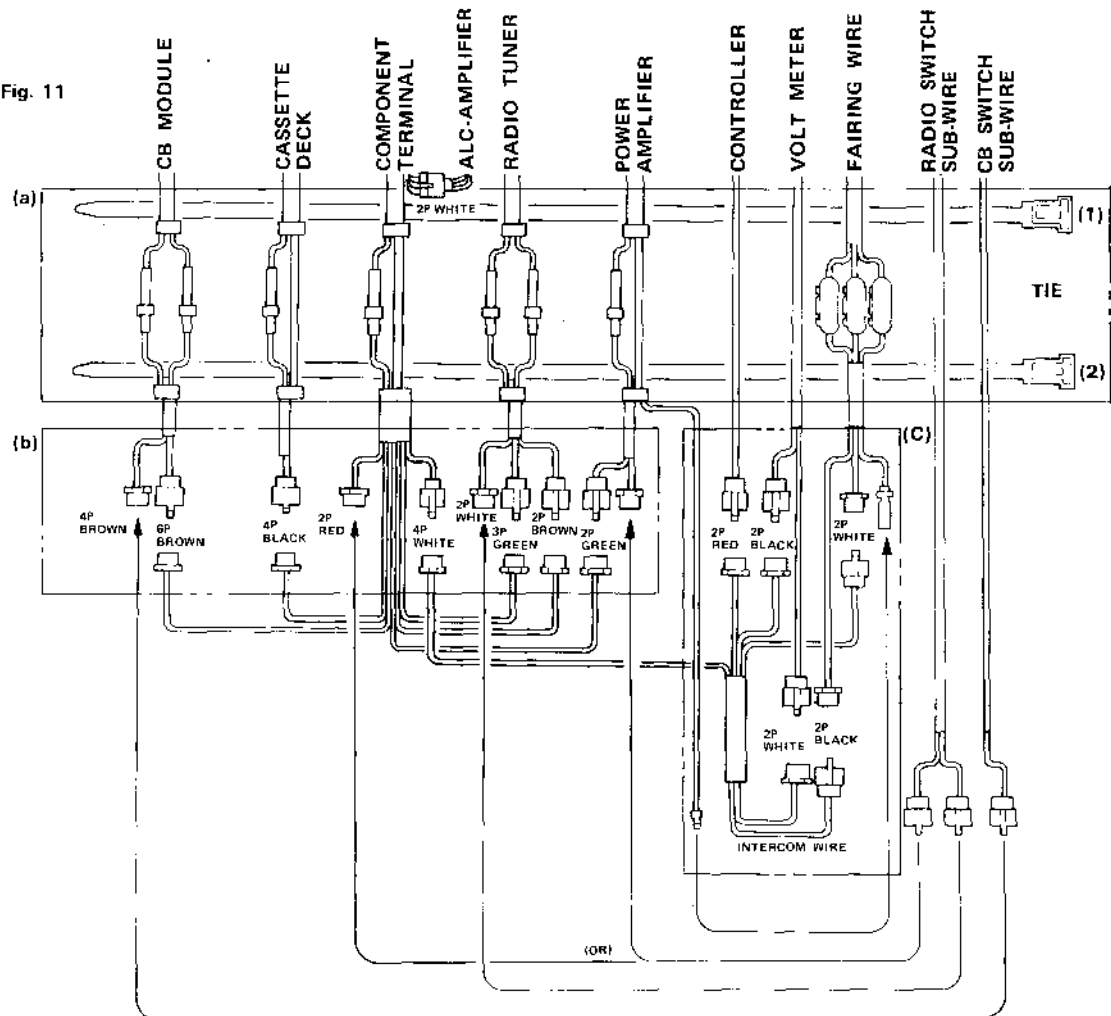 Fig. 11
CB MODULE
CASSETTE
DECK
COMPONENT
TERMINAL
ALC-AMPLIFIER
RADIO TUNER
POWER
AMPLIFIER
CONTROLLER
VOLT METER
FAIRING WIRE
RADIO SWITCH
SUB-WIRE
CB SWITCH
SUB-WIRE
(a)
2P WHITE
(1)
TIE
(2)
(b)
(C)
4P
BROWN
6P
BROWN
4P
BLACK
2P
RED
4P
WHITE
2P
WHITE
3P
GREEN
2P
BROWN
2P
GREEN
2P
RED
2P
BLACK
2P
WHITE
2P
WHITE
2P
BLACK
INTERCOM WIRE
(OR)